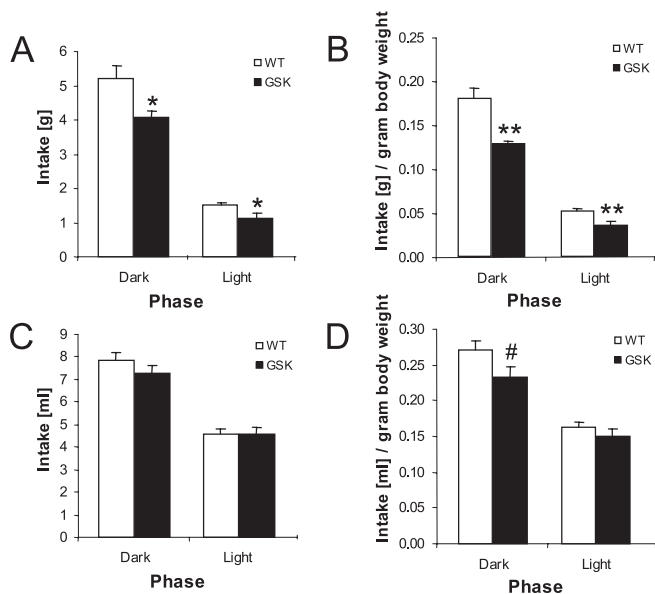 A
Intake [g]
6
5
4
3
2
1
0
WT
GSK
*
*
Dark
Light
Phase
B
Intake [g] / gram body weight
0.25
0.20
0.15
0.10
0.05
0.00
WT
GSK
**
**
Dark
Light
Phase
C
Intake [ml]
9
8
7
6
5
4
3
2
1
0
WT
GSK
Dark
Light
Phase
D
Intake [ml] / gram body weight
0.30
0.25
0.20
0.15
0.10
0.05
0.00
WT
GSK
#
Dark
Light
Phase